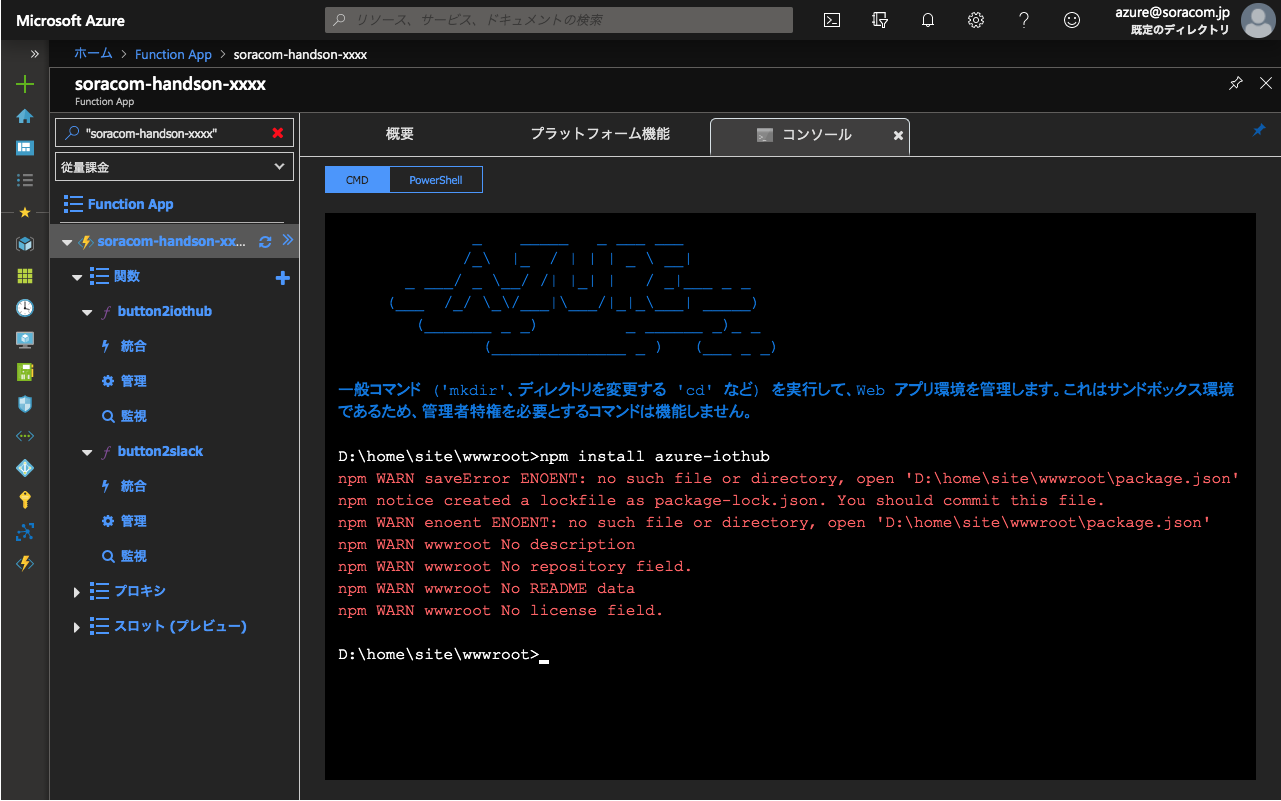 Microsoft Azure
リソース、サービス、ドキュメントの検索
azure@soracom.jp
既定のディレクトリ
ホーム > Function App > soracom-handson-xxxx
soracom-handson-xxxx
Function App
"soracom-handson-xxxx"
従量課金
Function App
soracom-handson-xx...
関数
button2iothub
統合
管理
監視
button2slack
統合
管理
監視
プロキシ
スロット (プレビュー)
概要
プラットフォーム機能
コンソール
CMD
PowerShell
AZURE
一般コマンド ('mkdir'、ディレクトリを変更する 'cd' など) を実行して、Web アプリ環境を管理します。これはサンドボックス環境
であるため、管理者特権を必要とするコマンドは機能しません。
D:\home\site\wwwroot>npm install azure-iothub
npm WARN saveError ENOENT: no such file or directory, open 'D:\home\site\wwwroot\package.json'
npm notice created a lockfile as package-lock.json. You should commit this file.
npm WARN enoent ENOENT: no such file or directory, open 'D:\home\site\wwwroot\package.json'
npm WARN wwwroot No description
npm WARN wwwroot No repository field.
npm WARN wwwroot No README data
npm WARN wwwroot No license field.
D:\home\site\wwwroot>